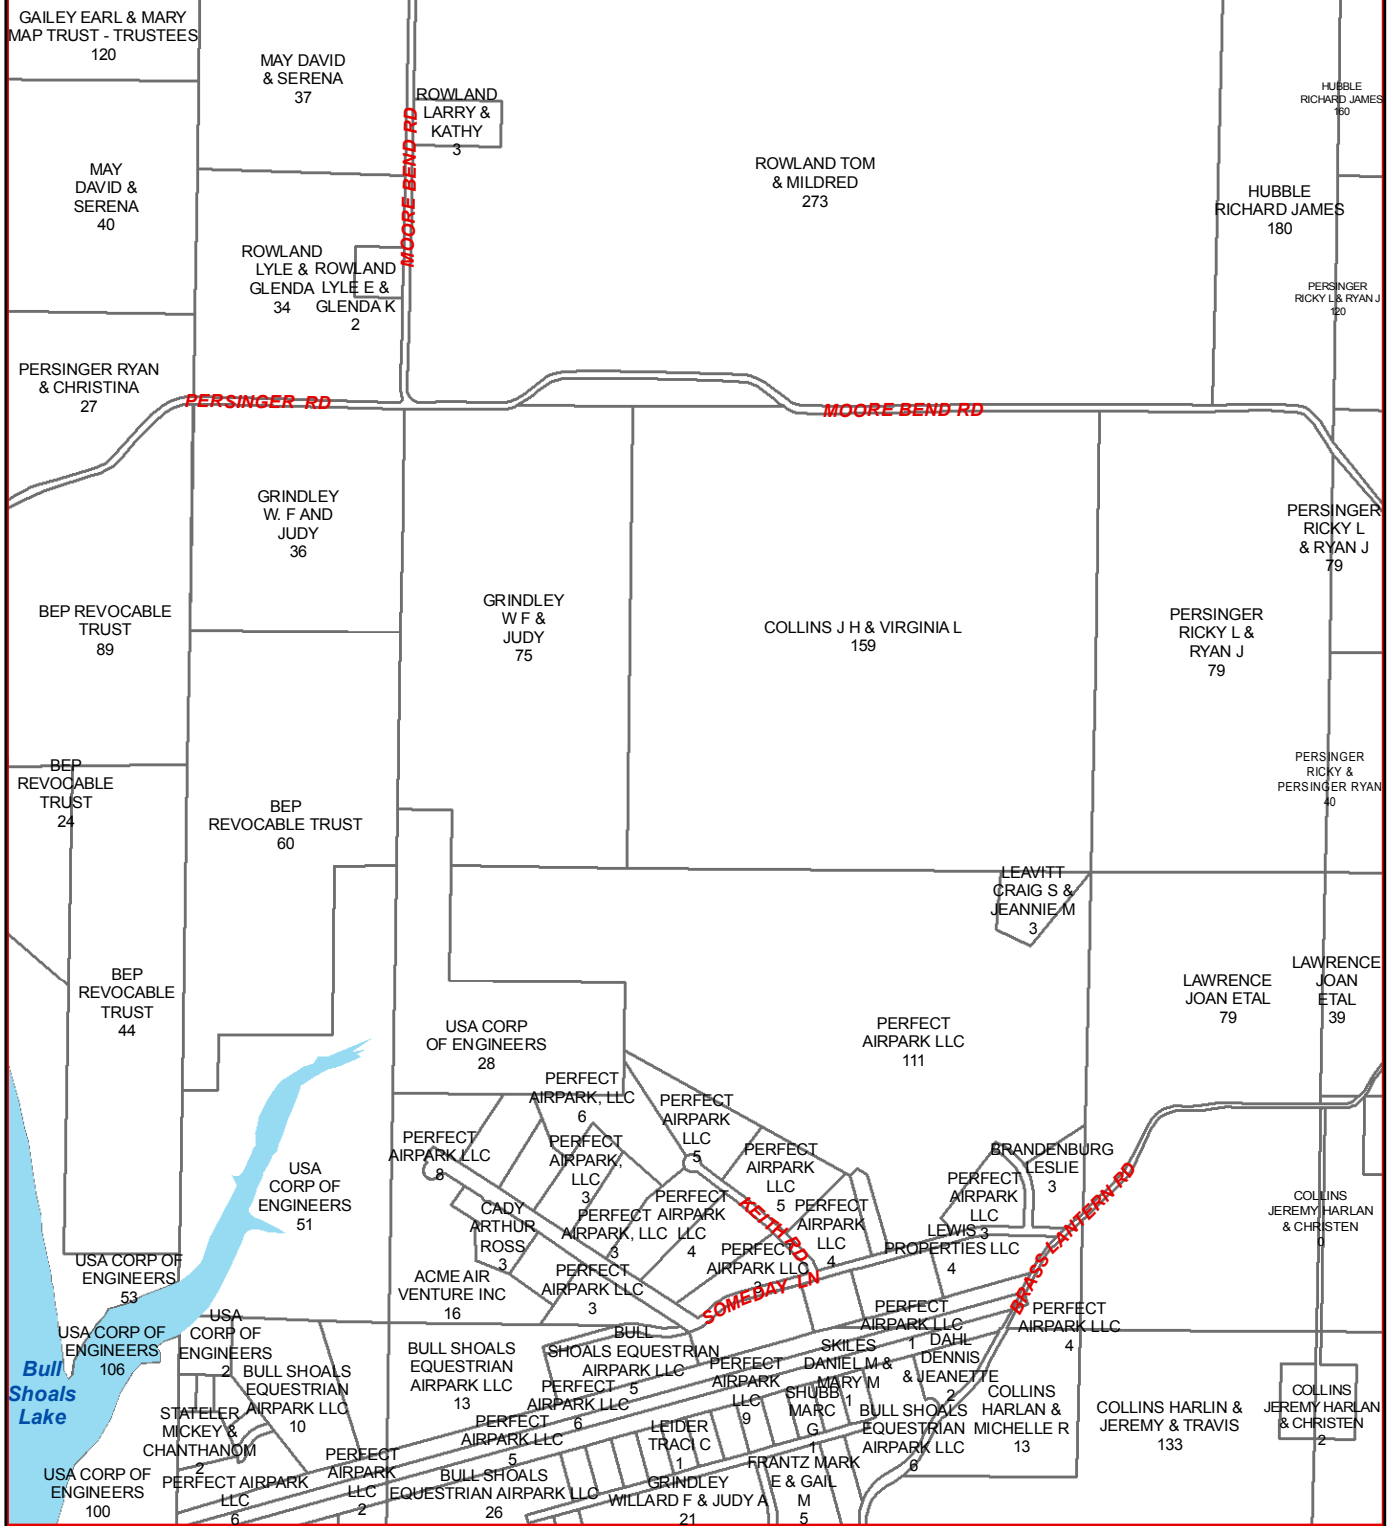 GAILEY EARL & MARY
MAP TRUST - TRUSTEES
120
MAY DAVID
& SERENA
37
ROWLAND
LARRY &
KATHY
3
MOORE BEND RD
ROWLAND TOM
& MILDRED
273
HUBBLE
RICHARD JAMES
160
MAY
DAVID &
SERENA
40
HUBBLE
RICHARD JAMES
180
ROWLAND
LYLE &
GLENDA
34
ROWLAND
LYLE E &
GLENDA K
2
PERSINGER
RICKY L & RYAN J
120
PERSINGER RYAN
& CHRISTINA
27
PERSINGER RD
MOORE BEND RD
GRINDLEY
W. F AND
JUDY
36
PERSINGER
RICKY L
& RYAN J
79
BEP REVOCABLE
TRUST
89
GRINDLEY
W F &
JUDY
75
COLLINS J H & VIRGINIA L
159
PERSINGER
RICKY L &
RYAN J
79
BEP
REVOCABLE
TRUST
24
BEP
REVOCABLE TRUST
60
PERSINGER
RICKY &
PERSINGER RYAN
40
LEAVITT
CRAIG S &
JEANNIE M
3
BEP
REVOCABLE
TRUST
44
LAWRENCE
JOAN ETAL
79
LAWRENCE
JOAN
ETAL
39
USA CORP
OF ENGINEERS
28
PERFECT
AIRPARK LLC
111
PERFECT
AIRPARK, LLC
6
PERFECT
AIRPARK
LLC
5
PERFECT
AIRPARK LLC
8
PERFECT
AIRPARK,
LLC
3
PERFECT
AIRPARK
LLC
5
BRANDENBURG
LESLIE
3
USA
CORP OF
ENGINEERS
51
PERFECT
AIRPARK
LLC
3
CADY
ARTHUR
ROSS
3
PERFECT
AIRPARK, LLC
3
PERFECT
AIRPARK
LLC
4
KEITH RD
PERFECT
AIRPARK
LLC
4
LEWIS
PROPERTIES LLC
4
BRASS LANTERN RD
COLLINS
JEREMY HARLAN
& CHRISTEN
0
USA CORP OF
ENGINEERS
53
ACME AIR
VENTURE INC
16
PERFECT
AIRPARK LLC
3
PERFECT
AIRPARK LLC
3
SOMEDAY LN
PERFECT
AIRPARK LLC
1
PERFECT
AIRPARK LLC
4
USA CORP OF
ENGINEERS
106
USA
CORP OF
ENGINEERS
2
BULL SHOALS
EQUESTRIAN
AIRPARK LLC
13
BULL
SHOALS EQUESTRIAN
AIRPARK LLC
5
SKILES
DANIEL M &
MARY M
1
DAHL
DENNIS
& JEANETTE
2
Bull
Shoals
Lake
BULL SHOALS
EQUESTRIAN
AIRPARK LLC
10
PERFECT
AIRPARK LLC
6
PERFECT
AIRPARK
LLC
9
SHUBB
MARC
G
1
COLLINS
HARLAN &
MICHELLE R
13
COLLINS HARLIN &
JEREMY & TRAVIS
133
COLLINS
JEREMY HARLAN
& CHRISTEN
2
STATELER
MICKEY &
CHANTHANOM
2
PERFECT
AIRPARK LLC
5
LEIDER
TRACI C
1
BULL SHOALS
EQUESTRIAN
AIRPARK LLC
6
USA CORP OF
ENGINEERS
100
PERFECT AIRPARK
LLC
6
PERFECT
AIRPARK
LLC
2
BULL SHOALS
EQUESTRIAN AIRPARK LLC
26
GRINDLEY
WILLARD F & JUDY A
21
FRANTZ MARK
E & GAIL
M
5